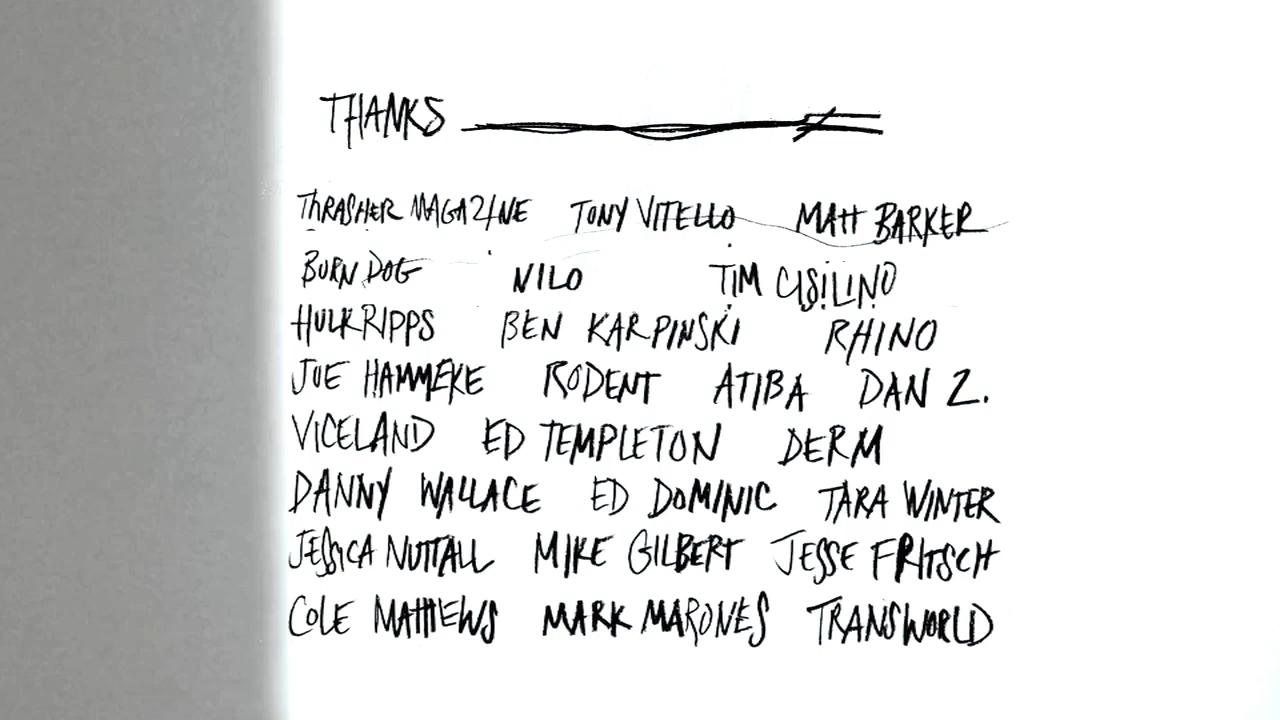 THANKS
THRASHER MAGAZINE TONY VITELLO MATT BARKER
BURN DOG NILO TIM CISILINO
HULK RIPPS BEN KARPINSKI RHINO
JOE HAMMEKE RODENT ATIBA DAN Z.
VICELAND ED TEMPLETON DERM
DANNY WALLACE ED DOMINIC TARA WINTER
JESSICA NUTTALL MIKE GILBERT JESSE FRITSCH
COLE MATHEWS MARK MARONES TRANSWORLD